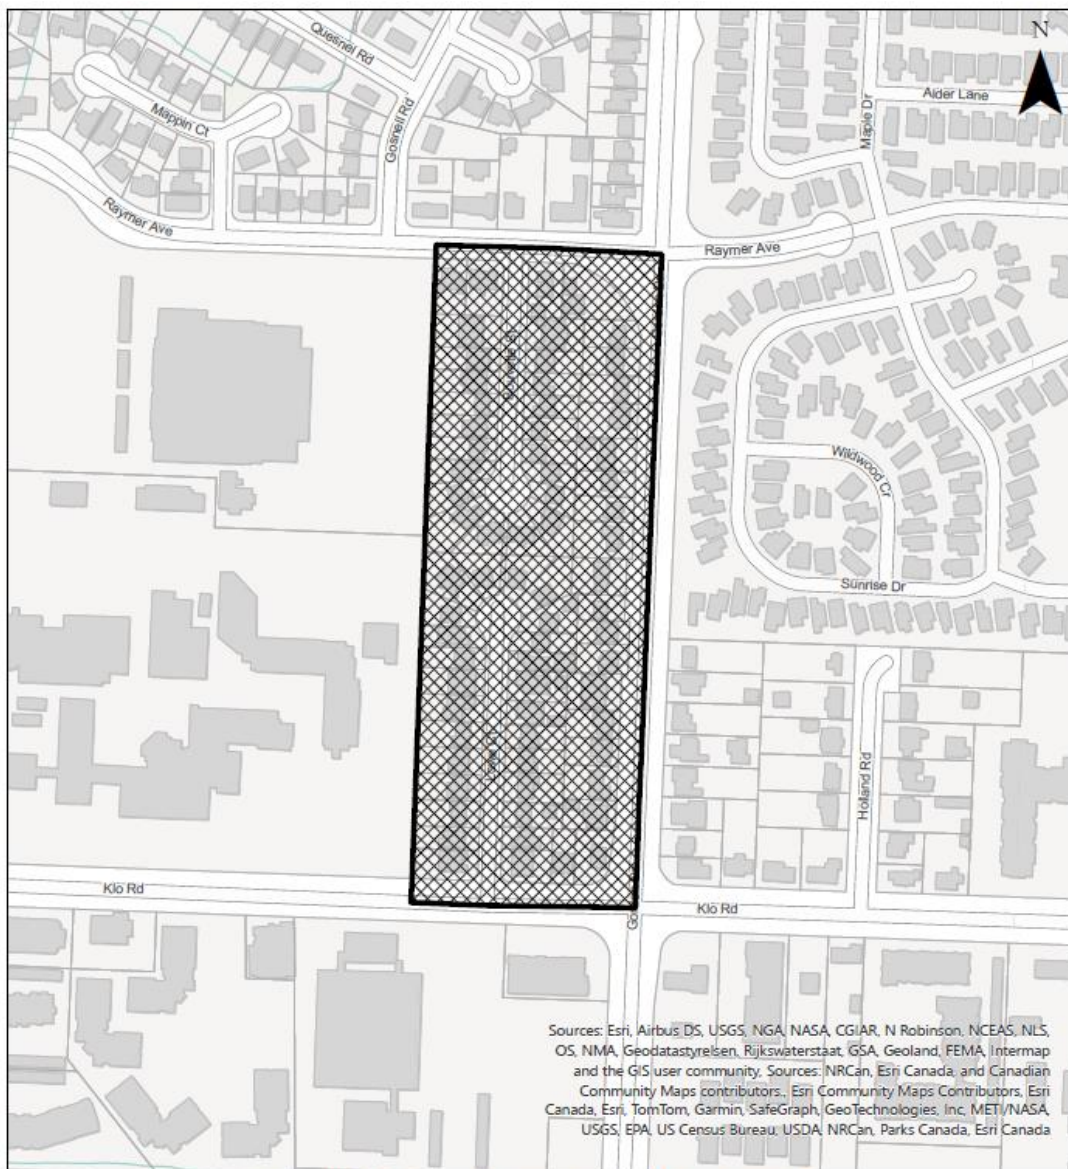 Quesnel Rd
N
Alder Lane
Mappin Ct
Gosnell Rd
Maple Dr
Raymer Ave
Raymer Ave
Wildwood Cr
Sunrise Dr
Holland Rd
Klo Rd
Klo Rd
Go
Sources: Esri, Airbus DS, USGS, NGA, NASA, CGIAR, N Robinson, NCEAS, NLS,
OS, NMA, Geodatastyrelsen, Rijkswaterstaat, GSA, Geoland, FEMA, Intermap
and the GIS user community, Sources: NRCan, Esri Canada, and Canadian
Community Maps contributors., Esri Community Maps Contributors, Esri
Canada, Esri, TomTom, Garmin, SafeGraph, GeoTechnologies, Inc, METI/NASA,
USGS, EPA, US Census Bureau, USDA, NRCan, Parks Canada, Esri Canada